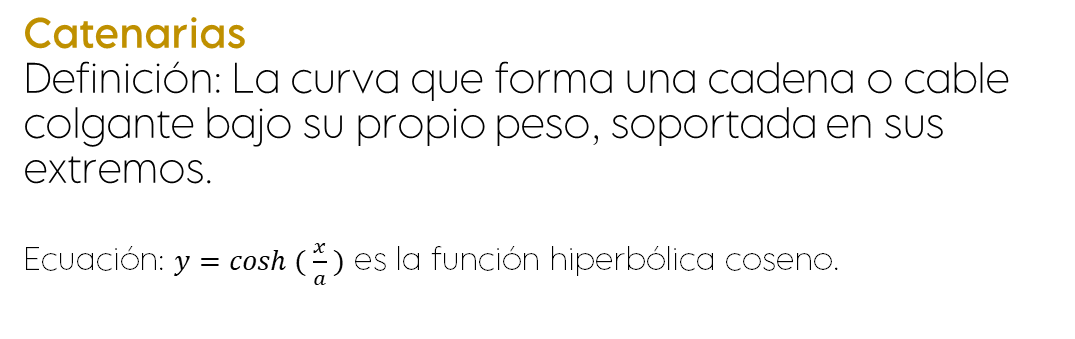 Catenarias
Definición: La curva que forma una cadena o cable
colgante bajo su propio peso, soportada en sus
extremos.
Ecuación: y = cosh (x/a) es la función hiperbólica coseno.